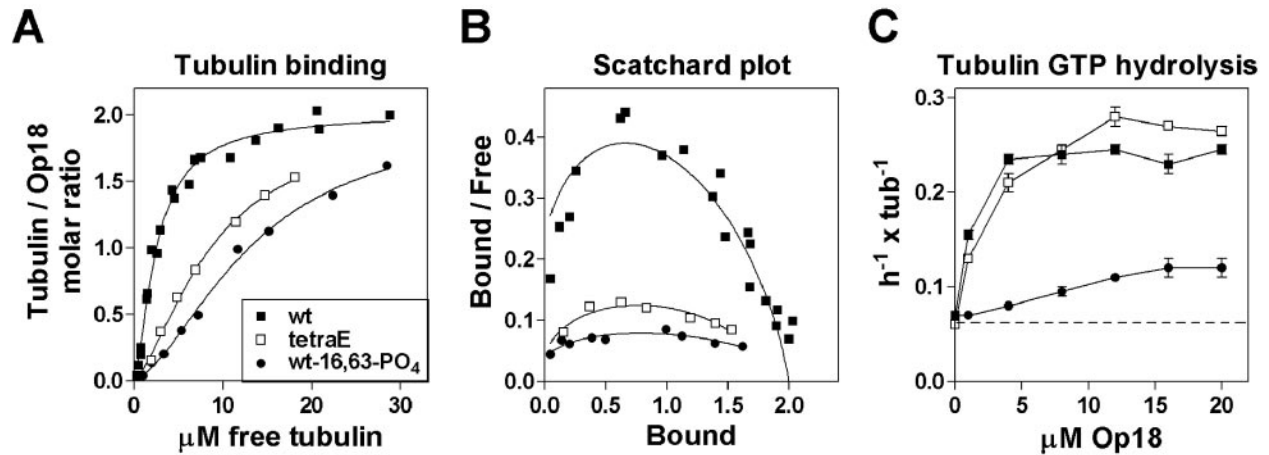 A
Tubulin binding
Tubulin / Op18
molar ratio
2.0
1.5
1.0
0.5
0.0
0
10
20
30
μM free tubulin
wt
tetraE
wt-16,63-PO4
B
Scatchard plot
Bound / Free
0.4
0.3
0.2
0.1
0.0
0.0
0.5
1.0
1.5
2.0
Bound
C
Tubulin GTP hydrolysis
h-1 x tub-1
0.3
0.2
0.1
0.0
0
5
10
15
20
μM Op18